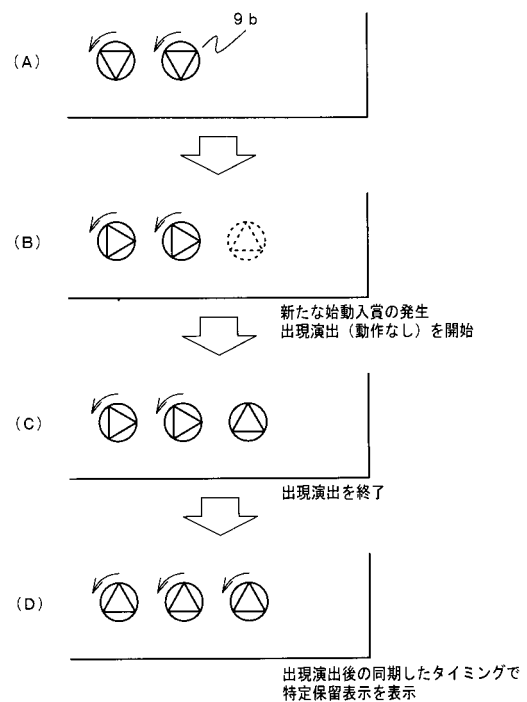 9b
(A)
(B)
新たな始動入賞の発生
出現演出(動作なし)を開始
(C)
出現演出を終了
(D)
出現演出後の同期したタイミングで
特定保留表示を表示